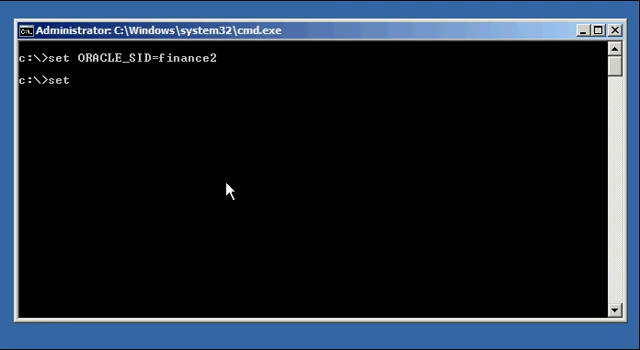 Administrator: C:\Windows\system32\cmd.exe
c:\>set ORACLE_SID=finance2
c:\>set